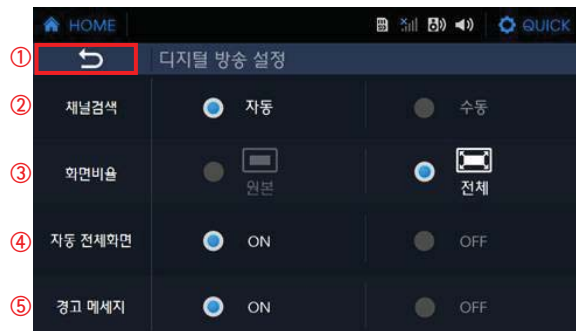 HOME QUICK
① 디지털 방송 설정
② 채널검색 자동 수동
③ 화면비율 원본 전체
④ 자동 전체화면 ON OFF
⑤ 경고 메세지 ON OFF